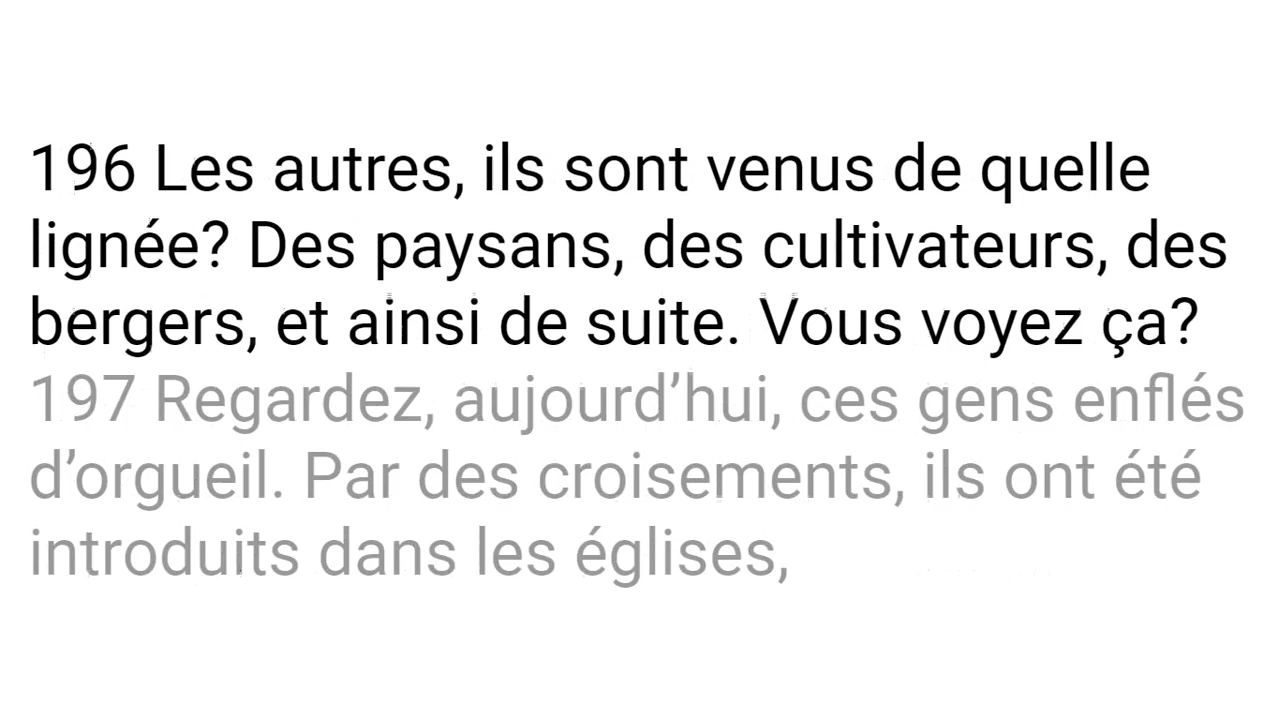 196 Les autres, ils sont venus de quelle
lignée? Des paysans, des cultivateurs, des
bergers, et ainsi de suite. Vous voyez ça?
197 Regardez, aujourd’hui, ces gens enflés
d’orgueil. Par des croisements, ils ont été
introduits dans les églises,